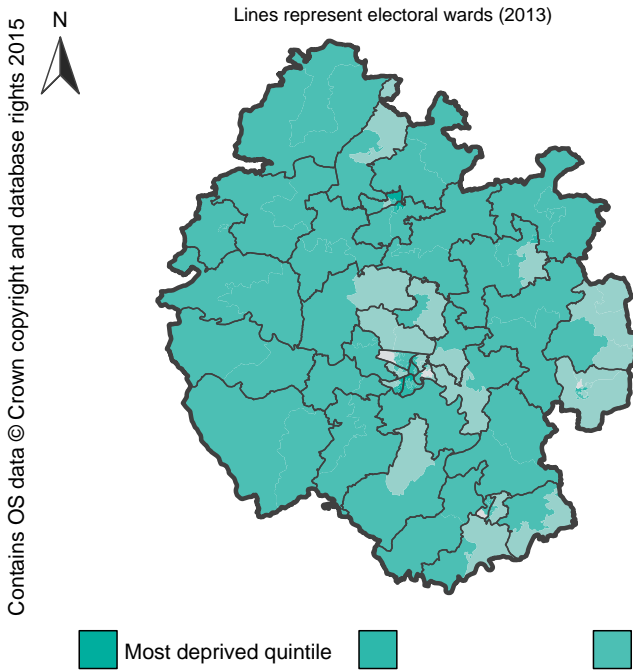 Lines represent electoral wards (2013)
N
Contains OS data © Crown copyright and database rights 2015
Most deprived quintile